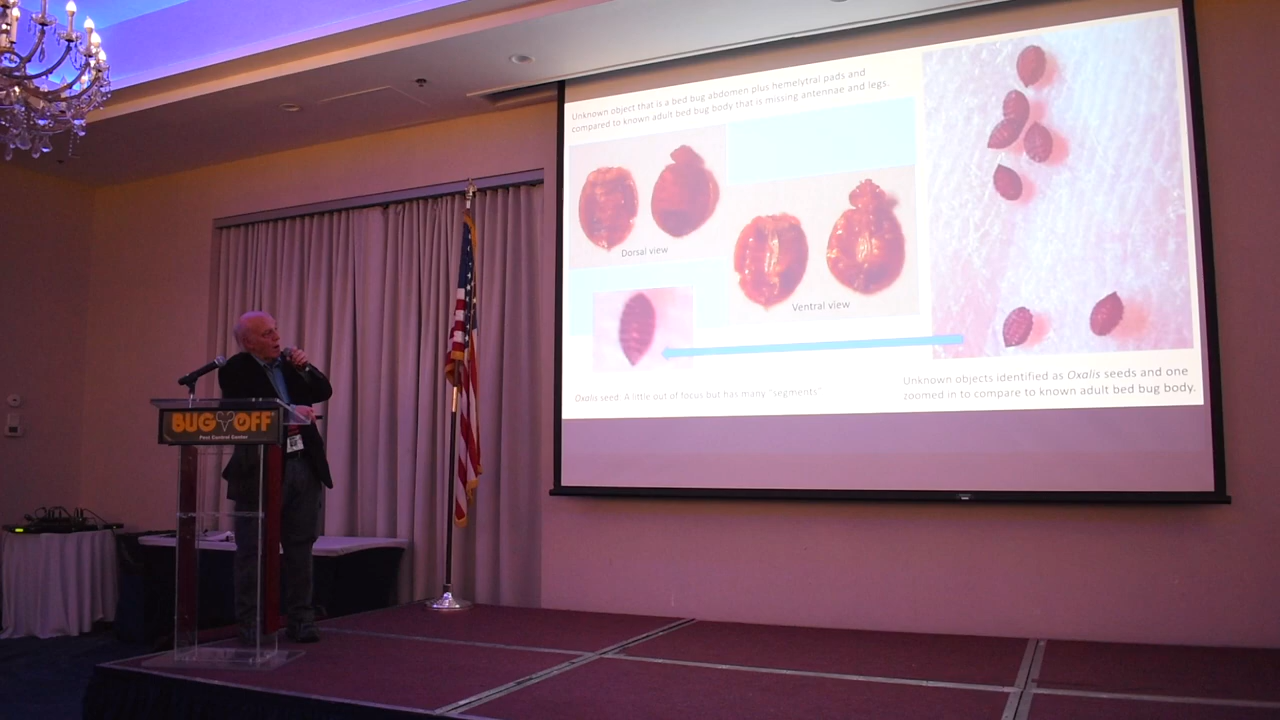 Unknown object that is a bed bug abdomen plus hemelytral pads and
compared to known adult bed bug body that is missing antennae and legs.
Dorsal view
Ventral view
Oxalis seed. A little out of focus but has many "segments"
Unknown objects identified as Oxalis seeds and one
zoomed in to compare to known adult bed bug body.
BUG OFF
Pest Control Center